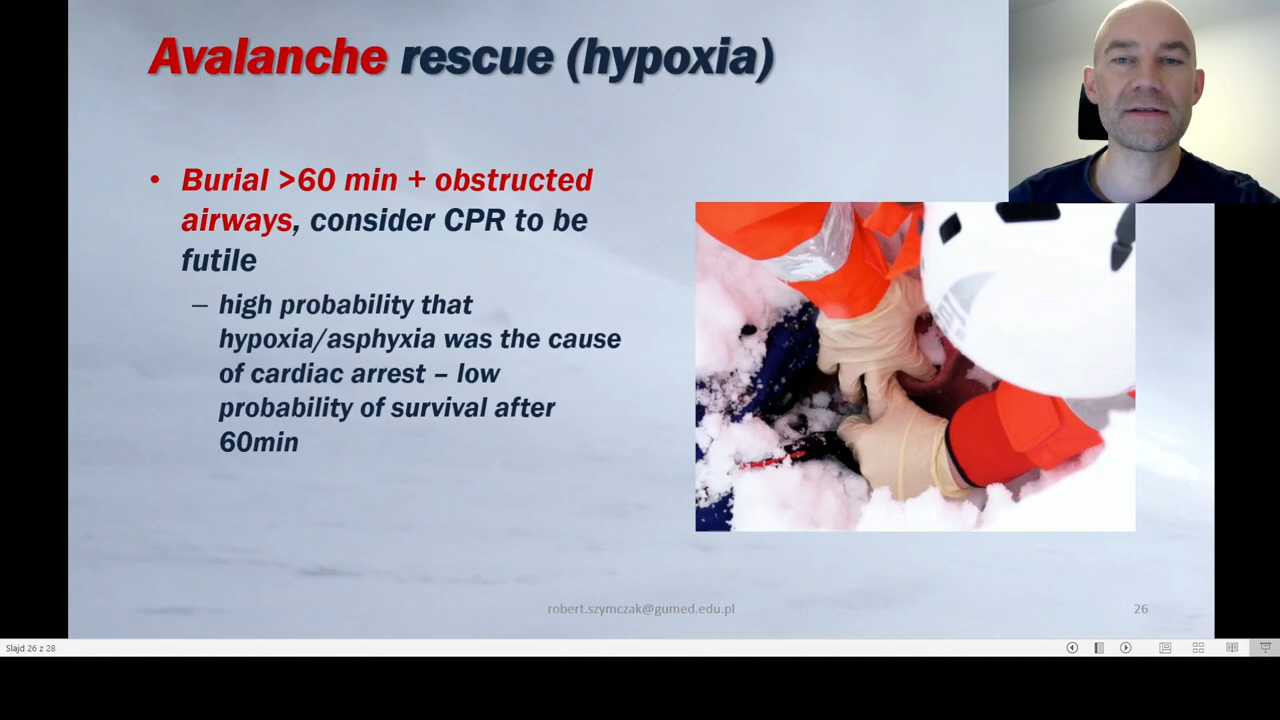 Avalanche rescue (hypoxia)
• Burial >60 min + obstructed
airways, consider CPR to be
futile
– high probability that
hypoxia/asphyxia was the cause
of cardiac arrest – low
probability of survival after
60min
robert.szymczak@gumed.edu.pl
26
Slajd 26 z 28